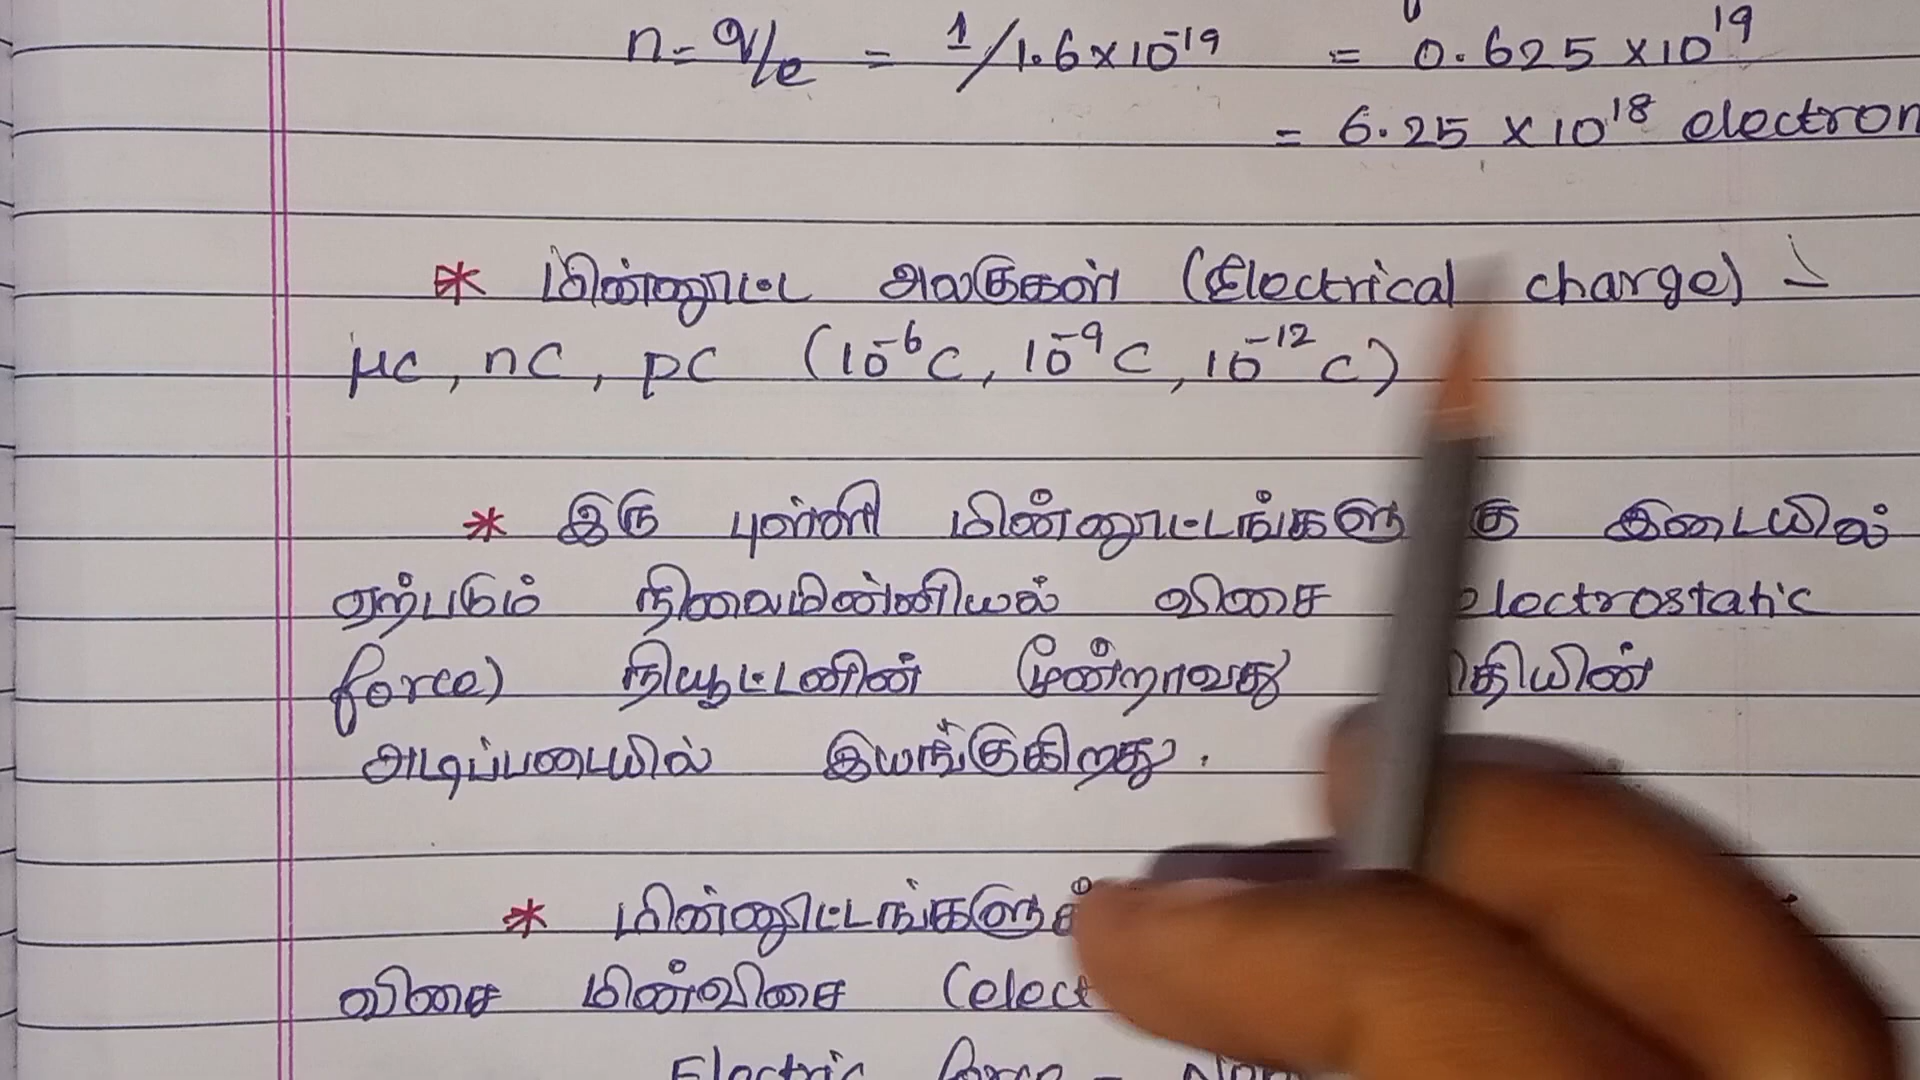 n = q/e = 1/1.6×10⁻¹⁹ = 0.625 ×10¹⁹
= 6.25 ×10¹⁸ electron
* மின்னூட்ட அலகுகள் (Electrical charge) -
μc, nC, pC (10⁻⁶C, 10⁻⁹C, 10⁻¹²C)
* இரு புள்ளி மின்னூட்டங்களு கு இடையில்
ஏற்படும் நிலைமின்னியல் விசை electrostatic
force) நியூட்டனின் மூன்றாவது
அடிப்படையில் இயங்குகிறது.
* மின்னூட்டங்களுக்
விசை மின்விசை (elect
Electric force -